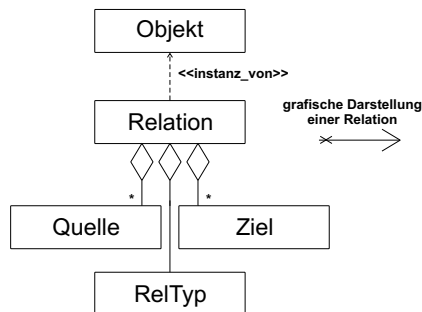 Objekt
<<instanz_von>>
grafische Darstellung
einer Relation
Relation
* *
Quelle
Ziel
RelTyp